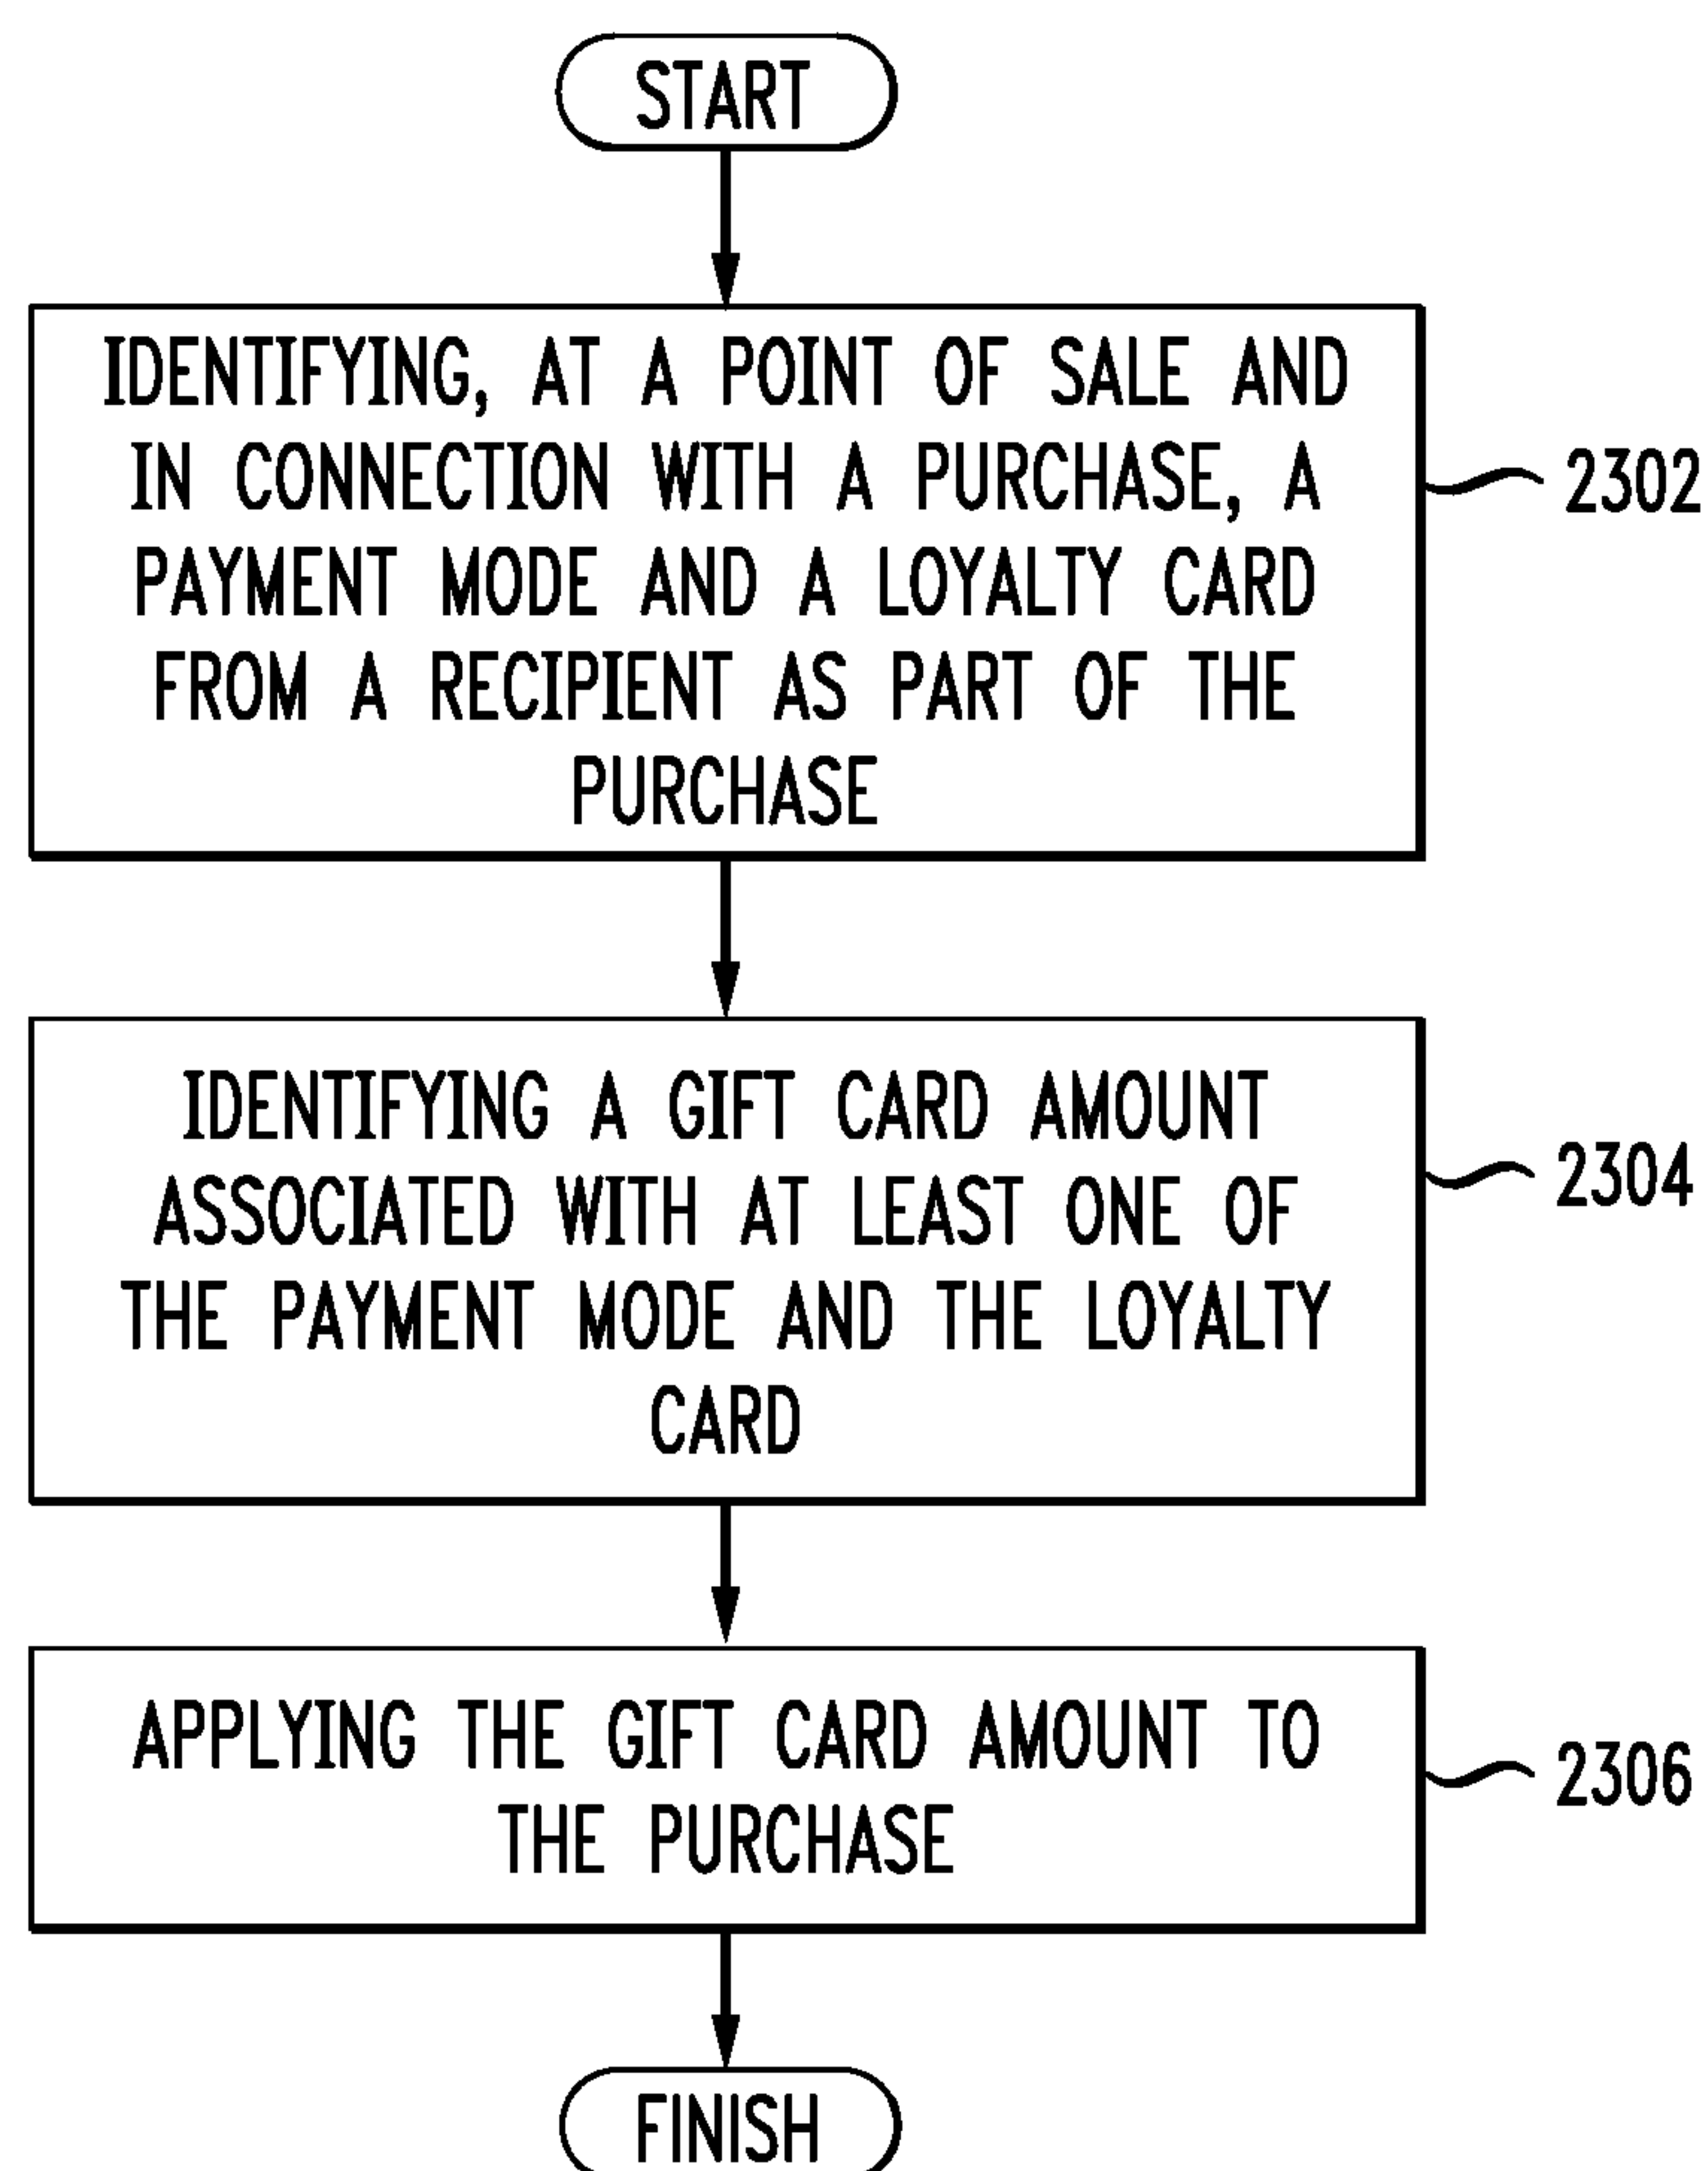 START
IDENTIFYING, AT A POINT OF SALE AND
IN CONNECTION WITH A PURCHASE, A
PAYMENT MODE AND A LOYALTY CARD
FROM A RECIPIENT AS PART OF THE
PURCHASE
2302
IDENTIFYING A GIFT CARD AMOUNT
ASSOCIATED WITH AT LEAST ONE OF
THE PAYMENT MODE AND THE LOYALTY
CARD
2304
APPLYING THE GIFT CARD AMOUNT TO
THE PURCHASE
2306
FINISH